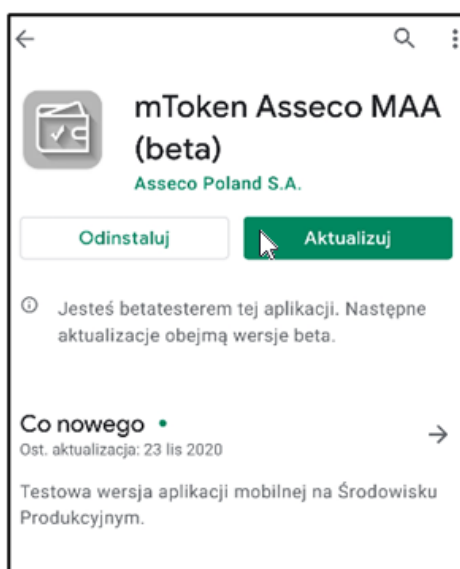 mToken Asseco MAA
(beta)
Asseco Poland S.A.
Odinstaluj
Aktualizuj
Jesteś betatesterem tej aplikacji. Następne
aktualizacje obejmą wersje beta.
Co nowego
Ost. aktualizacja: 23 lis 2020
Testowa wersja aplikacji mobilnej na Środowisku
Produkcyjnym.